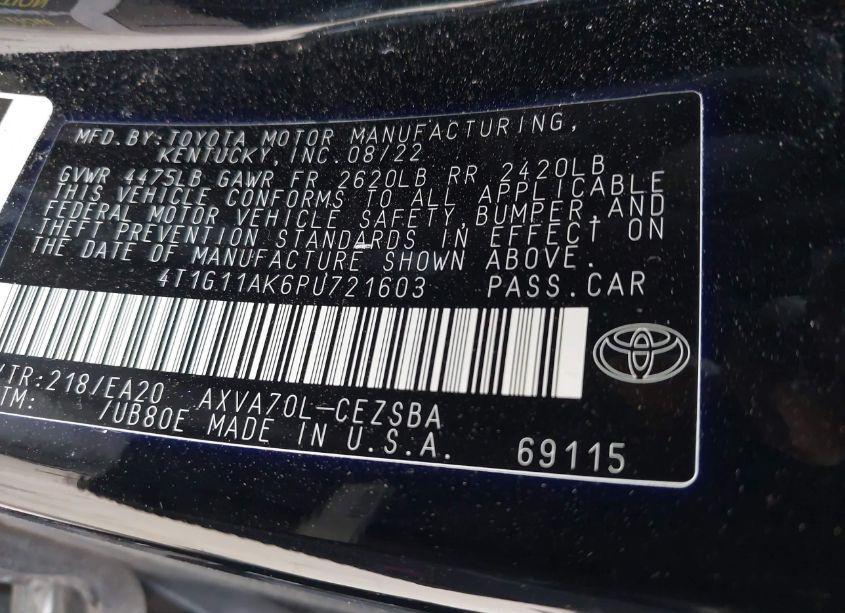 MFD.BY:TOYOTA MOTOR MANUFACTURING,
KENTUCKY,INC.08/22
GVWR 4475LB GAWR FR 2620LB RR 2420LB
THIS VEHICLE CONFORMS TO ALL APPLICABLE
FEDERAL MOTOR VEHICLE SAFETY,BUMPER,AND
THEFT PREVENTION STANDARDS IN EFFECT ON
THE DATE OF MANUFACTURE SHOWN ABOVE.
4T1G11AK6PU721603 PASS.CAR
/TR:218/EA20 AXVA70L-CEZSBA
TM: /UB80E MADE IN U.S.A. 69115